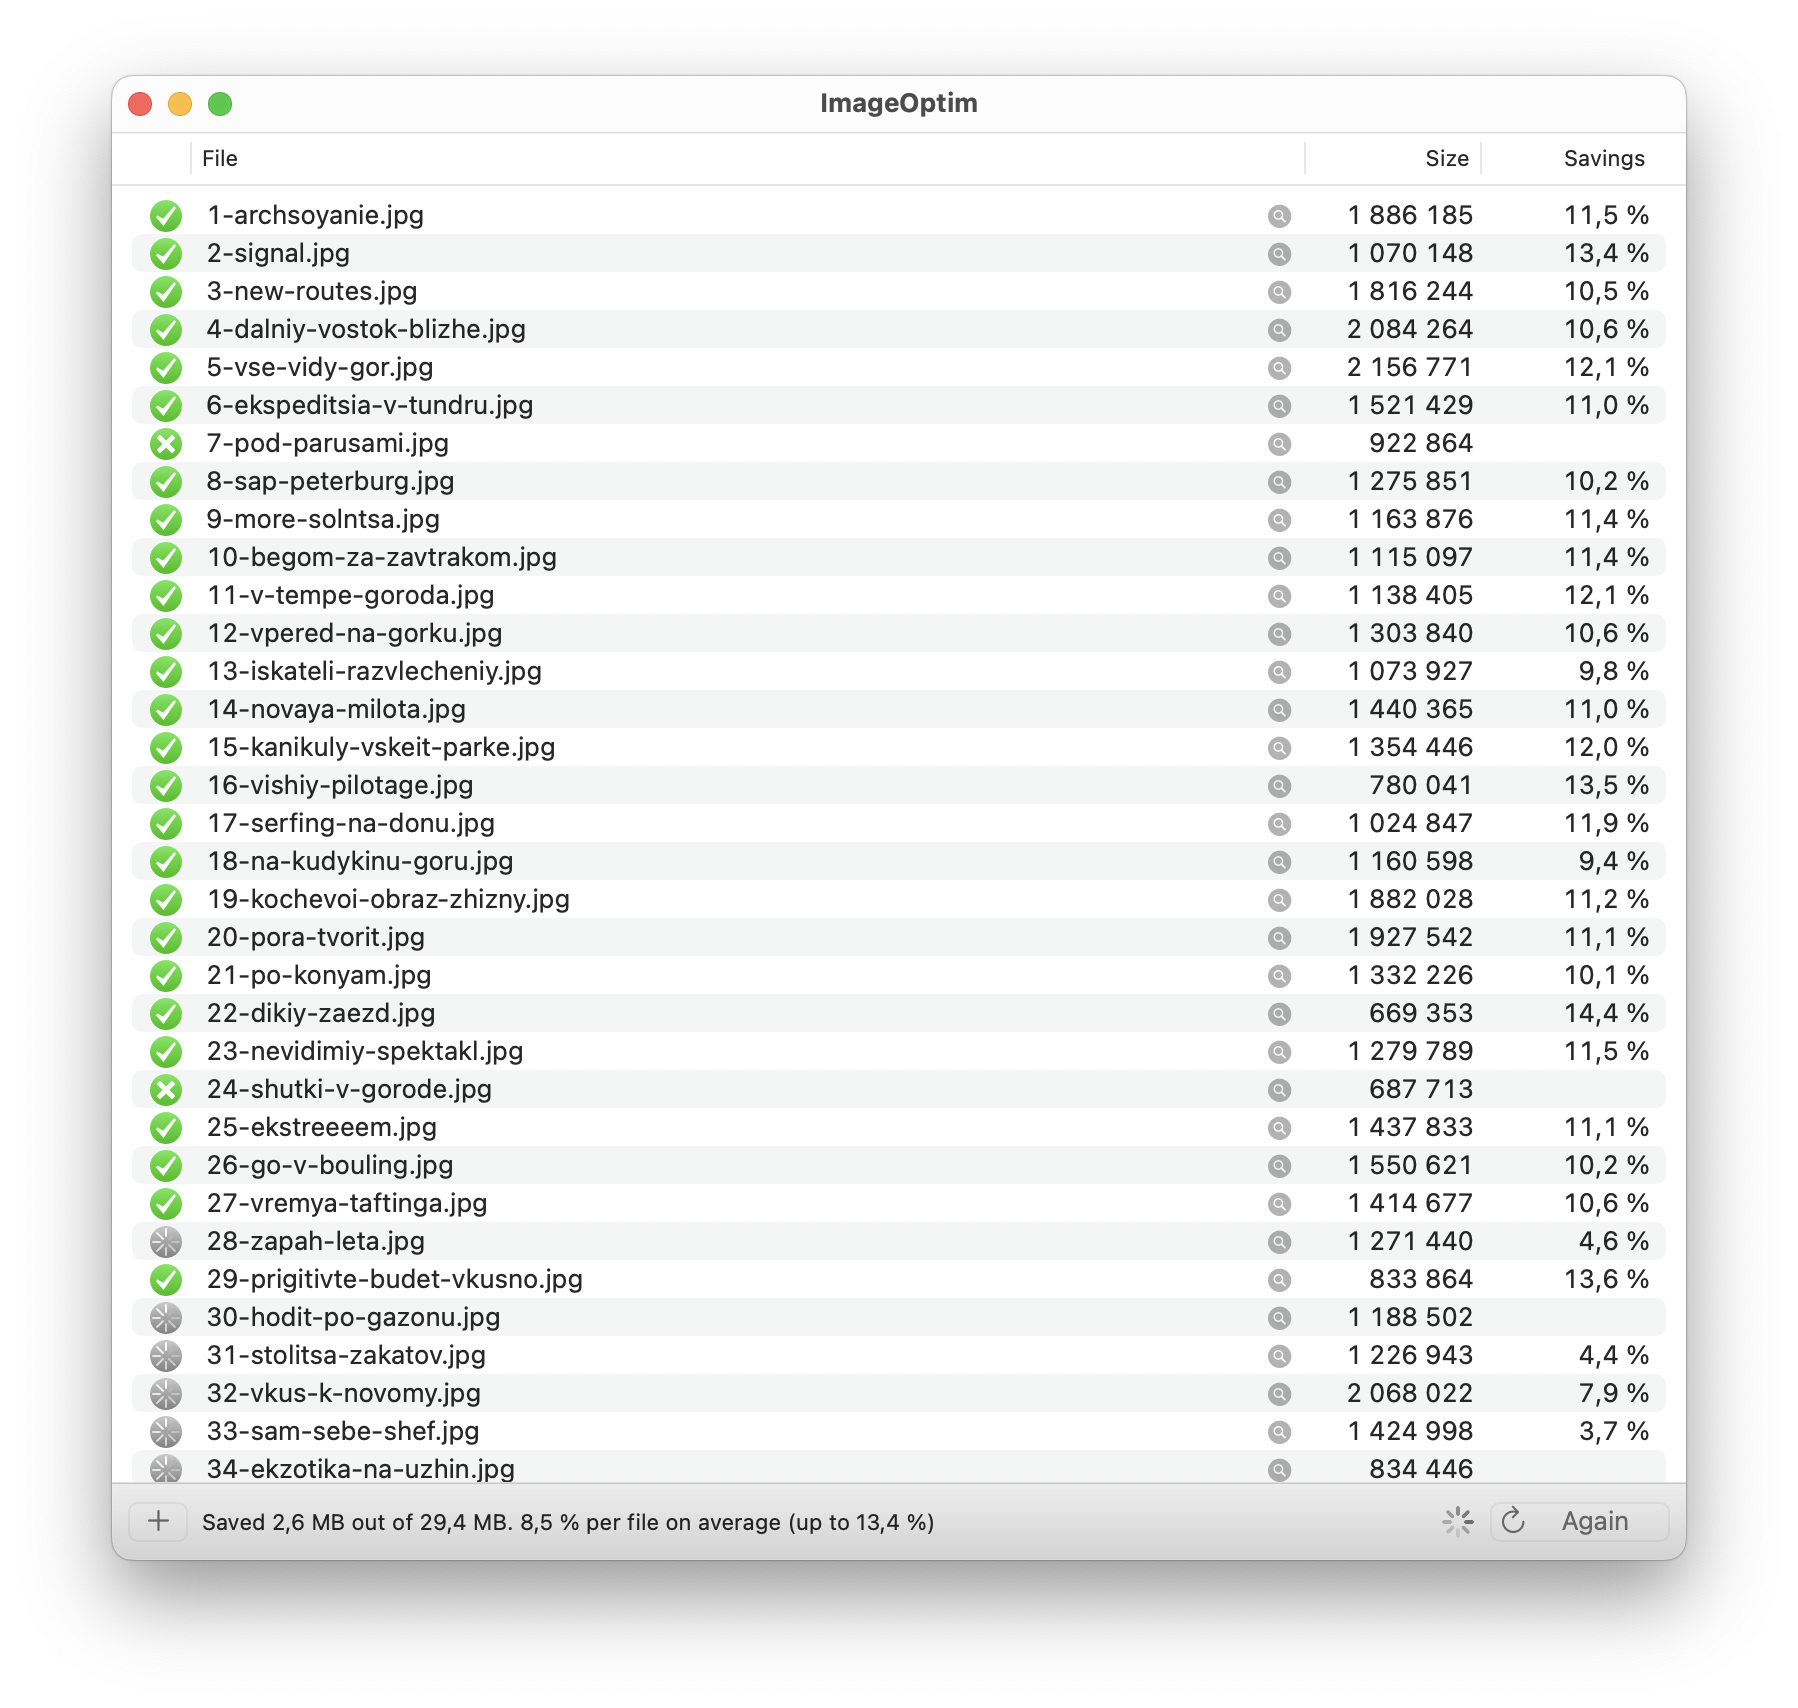 ImageOptim
File Size Savings
1-archsoyanie.jpg 1 886 185 11,5 %
2-signal.jpg 1 070 148 13,4 %
3-new-routes.jpg 1 816 244 10,5 %
4-dalniy-vostok-blizhe.jpg 2 084 264 10,6 %
5-vse-vidy-gor.jpg 2 156 771 12,1 %
6-ekspeditsia-v-tundru.jpg 1 521 429 11,0 %
7-pod-parusami.jpg 922 864
8-sap-peterburg.jpg 1 275 851 10,2 %
9-more-solntsa.jpg 1 163 876 11,4 %
10-begom-za-zavtrakom.jpg 1 115 097 11,4 %
11-v-tempe-goroda.jpg 1 138 405 12,1 %
12-vpered-na-gorku.jpg 1 303 840 10,6 %
13-iskateli-razvlecheniy.jpg 1 073 927 9,8 %
14-novaya-milota.jpg 1 440 365 11,0 %
15-kanikuly-vskeit-parke.jpg 1 354 446 12,0 %
16-vishiy-pilotage.jpg 780 041 13,5 %
17-serfing-na-donu.jpg 1 024 847 11,9 %
18-na-kudykinu-goru.jpg 1 160 598 9,4 %
19-kochevoi-obraz-zhizny.jpg 1 882 028 11,2 %
20-pora-tvorit.jpg 1 927 542 11,1 %
21-po-konyam.jpg 1 332 226 10,1 %
22-dikiy-zaezd.jpg 669 353 14,4 %
23-nevidimiy-spektakl.jpg 1 279 789 11,5 %
24-shutki-v-gorode.jpg 687 713
25-ekstreeeem.jpg 1 437 833 11,1 %
26-go-v-bouling.jpg 1 550 621 10,2 %
27-vremya-taftinga.jpg 1 414 677 10,6 %
28-zapah-leta.jpg 1 271 440 4,6 %
29-prigitivte-budet-vkusno.jpg 833 864 13,6 %
30-hodit-po-gazonu.jpg 1 188 502
31-stolitsa-zakatov.jpg 1 226 943 4,4 %
32-vkus-k-novomy.jpg 2 068 022 7,9 %
33-sam-sebe-shef.jpg 1 424 998 3,7 %
34-ekzotika-na-uzhin.jpg 834 446
Saved 2,6 MB out of 29,4 MB. 8,5 % per file on average (up to 13,4 %) Again